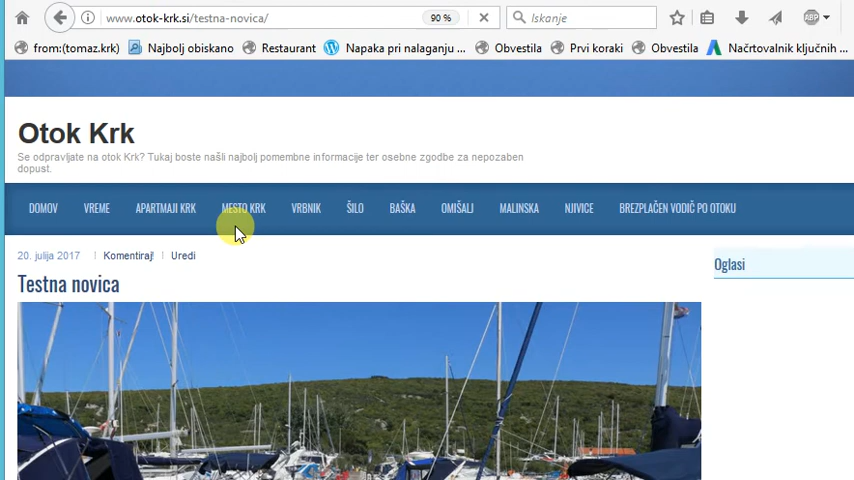 www.otok-krk.si/testna-novica/
90 %
Iskanje
ABP
from:(tomaz.krk)
Najbolj obiskano
Restaurant
Napaka pri nalaganju ...
Obvestila
Prvi koraki
Obvestila
Načrtovalnik ključnih ...
Otok Krk
Se odpravljate na otok Krk? Tukaj boste našli najbolj pomembne informacije ter osebne zgodbe za nepozaben
dopust.
DOMOV VREME APARTMAJI KRK MESTO KRK VRBNIK ŠILO BAŠKA OMIŠALJ MALINSKA NJIVICE BREZPLAČEN VODIČ PO OTOKU
20. julija 2017 | Komentiraj! | Uredi
Oglasi
Testna novica